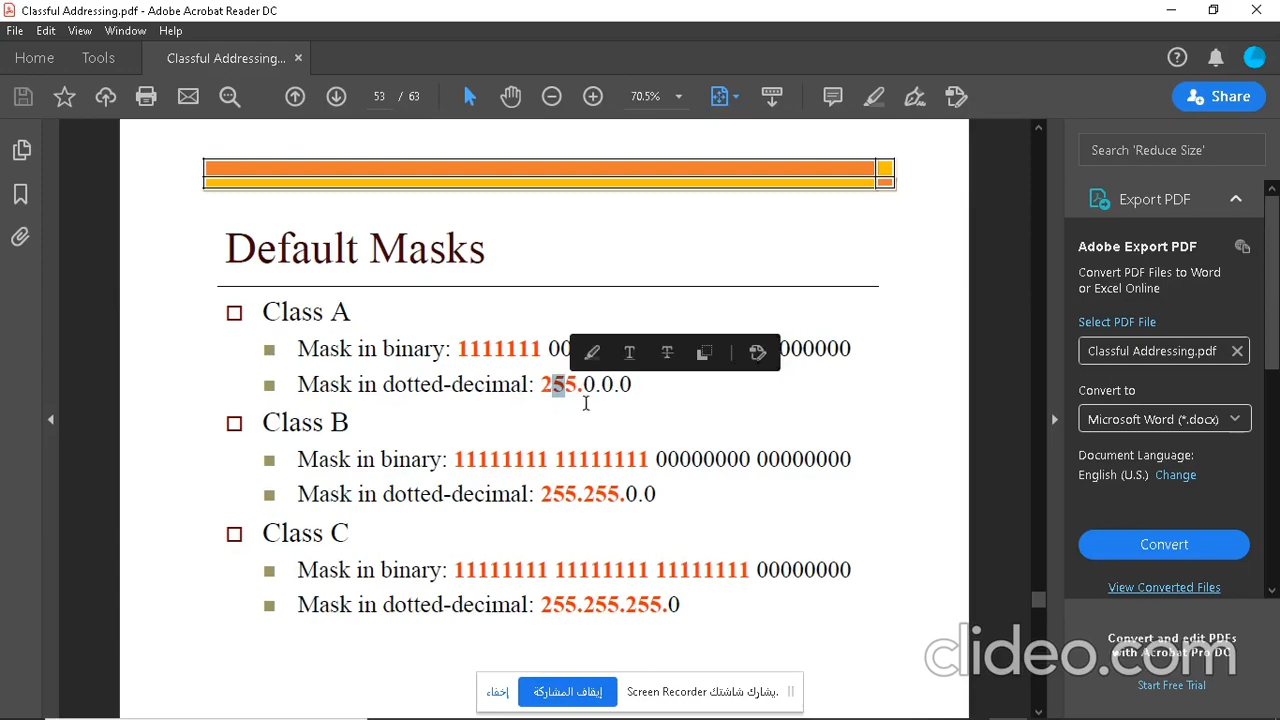 Classful Addressing.pdf - Adobe Acrobat Reader DC
File Edit View Window Help
Home Tools Classful Addressing... ×
53 / 63 70.5% Share
Search 'Reduce Size'
Export PDF
Adobe Export PDF
Convert PDF Files to Word
or Excel Online
Select PDF File
Classful Addressing.pdf
Convert to
Microsoft Word (*.docx)
Document Language:
English (U.S.) Change
Convert
View Converted Files
Convert and edit PDFs
with Acrobat Pro DC
Start Free Trial
Default Masks
Class A
Mask in binary: 1111111 00 000000
Mask in dotted-decimal: 255.0.0.0
Class B
Mask in binary: 11111111 11111111 00000000 00000000
Mask in dotted-decimal: 255.255.0.0
Class C
Mask in binary: 11111111 11111111 11111111 00000000
Mask in dotted-decimal: 255.255.255.0
clideo.com
يشارك شاشتك Screen Recorder. إيقاف المشاركة إخفاء